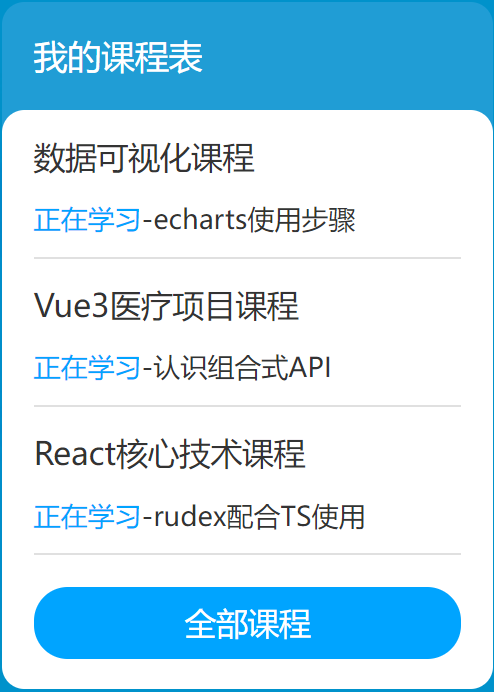 我的课程表
数据可视化课程
正在学习-echarts使用步骤
Vue3医疗项目课程
正在学习-认识组合式API
React核心技术课程
正在学习-rudex配合TS使用
全部课程